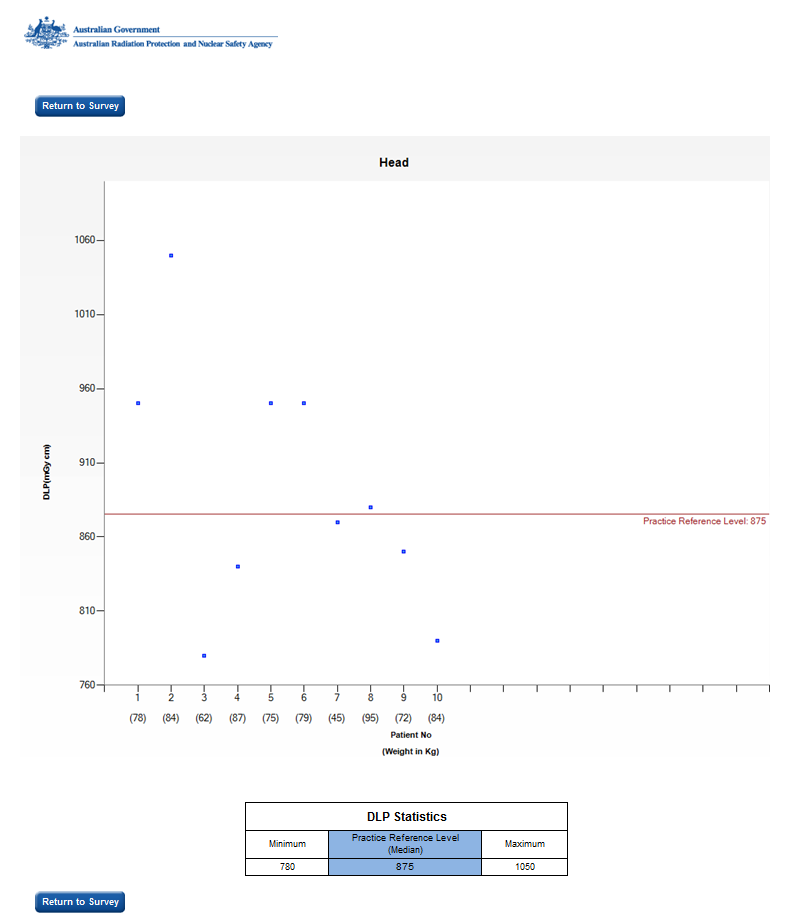 Australian Government
Australian Radiation Protection and Nuclear Safety Agency
Return to Survey
Head
1060
1010
960
910
860
810
760
DLP(mGy cm)
Practice Reference Level: 875
1 2 3 4 5 6 7 8 9 10
(78) (84) (62) (87) (75) (79) (45) (95) (72) (84)
Patient No
(Weight in Kg)
DLP Statistics
Minimum
Practice Reference Level
(Median)
Maximum
780 875 1050
Return to Survey